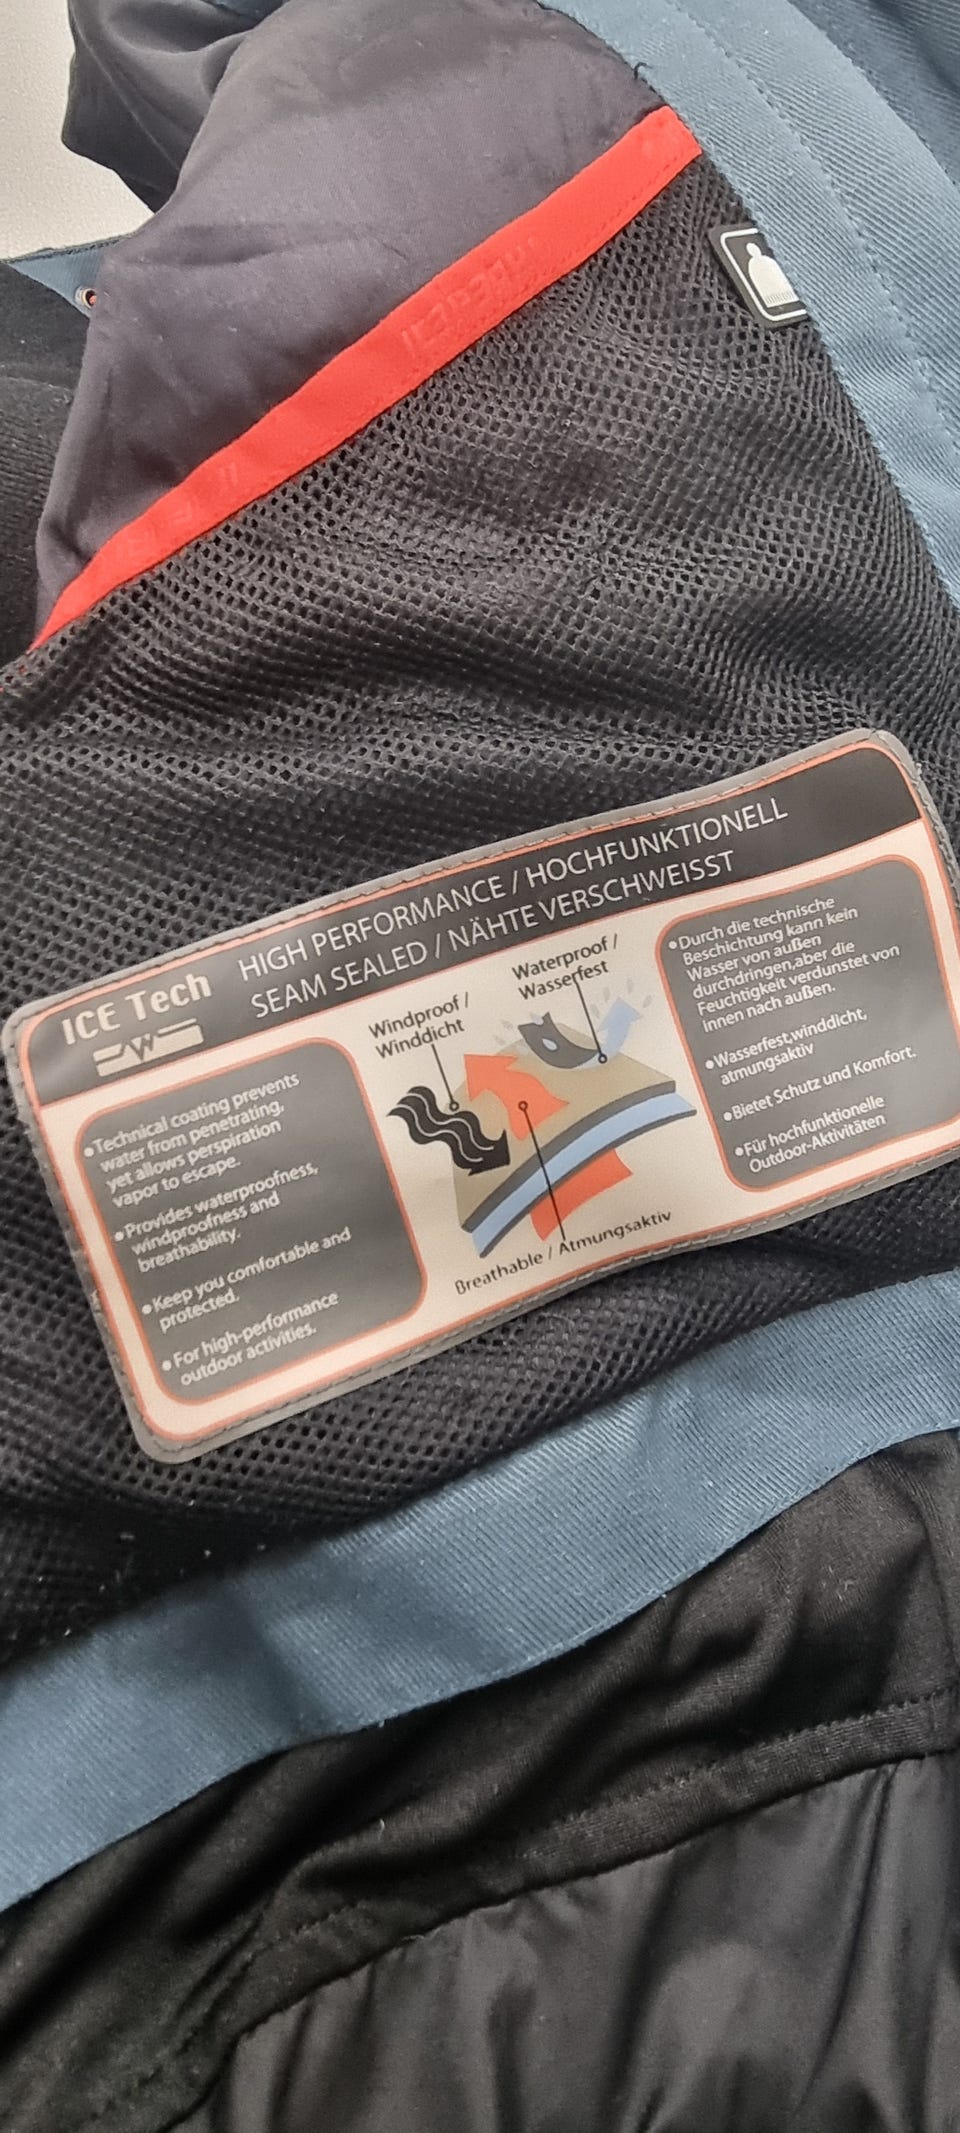 ICE Tech
HIGH PERFORMANCE / HOCHFUNKTIONELL
SEAM SEALED / NÄHTE VERSCHWEISST
•Technical coating prevents
water from penetrating,
yet allows perspiration
vapor to escape.
•Provides waterproofness,
windproofness and
breathability.
•Keep you comfortable and
protected.
•For high-performance
outdoor activities.
Windproof /
Winddicht
Waterproof /
Wasserfest
Breathable / Atmungsaktiv
•Durch die technische
Beschichtung kann kein
Wasser von außen
durchdringen,aber die
Feuchtigkeit verdunstet von
innen nach außen.
•Wasserfest,winddicht,
atmungsaktiv
•Bietet Schutz und Komfort.
•Für hochfunktionelle
Outdoor-Aktivitäten